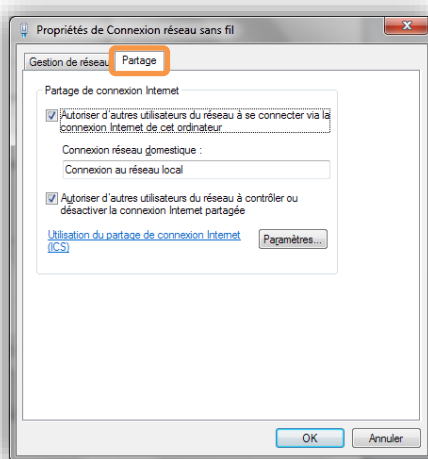 Propriétés de Connexion réseau sans fil
Gestion de réseau
Partage
Partage de connexion Internet
Autoriser d'autres utilisateurs du réseau à se connecter via la
connexion Internet de cet ordinateur
Connexion réseau domestique :
Connexion au réseau local
Autoriser d'autres utilisateurs du réseau à contrôler ou
désactiver la connexion Internet partagée
Utilisation du partage de connexion Internet
(ICS)
Paramètres...
OK
Annuler